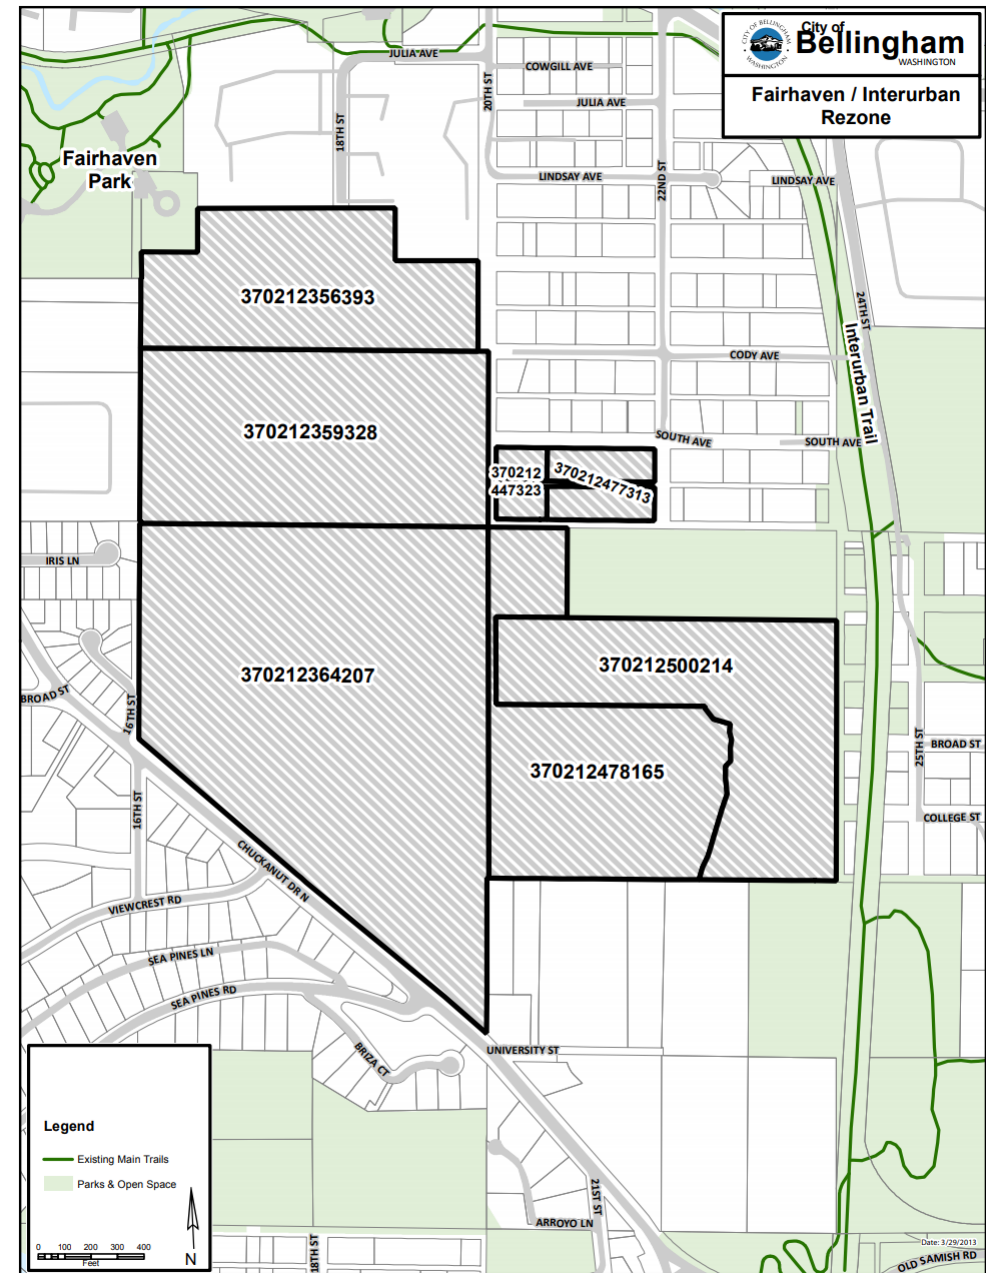 City of
Bellingham
WASHINGTON
CITY OF BELLINGHAM
WASHINGTON
Fairhaven / Interurban
Rezone
JULIA AVE
COWGILL AVE
20TH ST
JULIA AVE
18TH ST
Fairhaven
Park
LINDSAY AVE
22ND ST
LINDSAY AVE
370212356393
24TH ST
Interurban Trail
CODY AVE
370212359328
SOUTH AVE
SOUTH AVE
370212
447323
370212477313
IRIS LN
370212364207
370212500214
BROAD ST
16TH ST
25TH ST
BROAD ST
370212478165
16TH ST
COLLEGE ST
CHUCKANUT DR N
VIEWCREST RD
SEA PINES LN
SEA PINES RD
BRIZA CT
UNIVERSITY ST
Legend
Existing Main Trails
Parks & Open Space
0 100 200 300 400
Feet
N
21ST ST
ARROYO LN
18TH ST
Date: 3/29/2013
OLD SAMISH RD